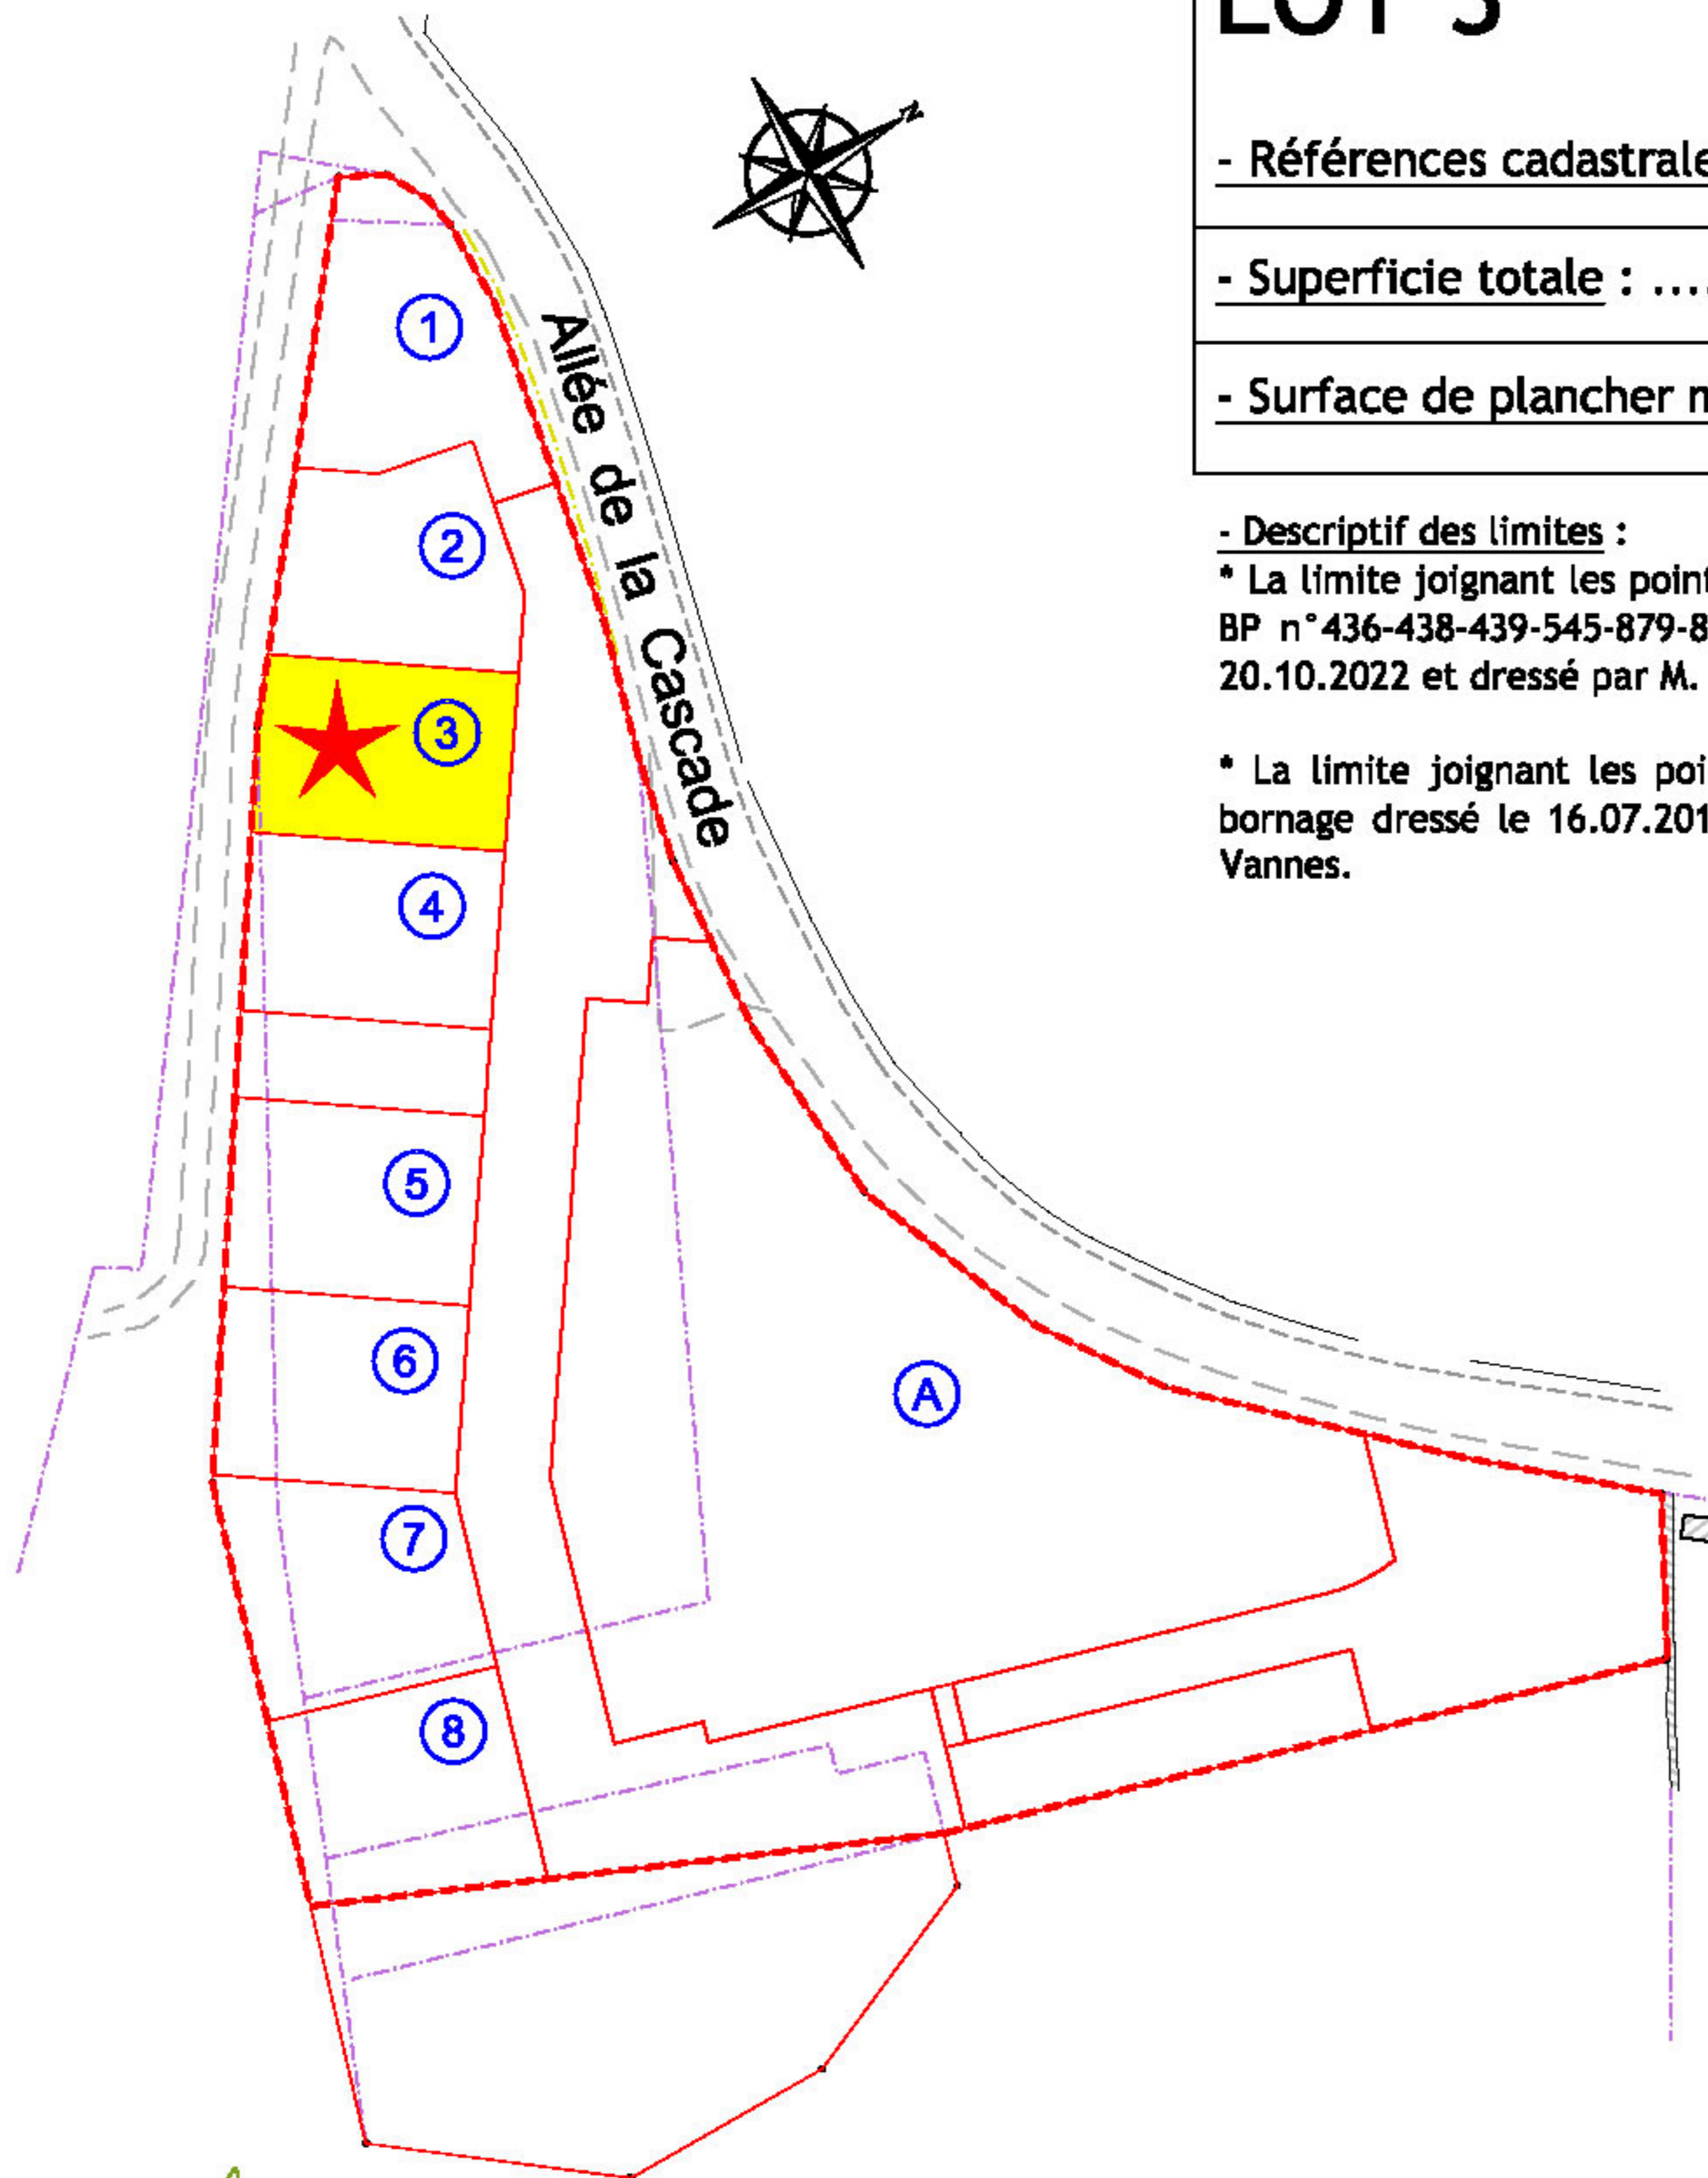 LOT 3
- Références cadastrale
- Superficie totale : ....
- Surface de plancher
- Descriptif des limites :
* La limite joignant les point
BP n°436-438-439-545-879-8
20.10.2022 et dressé par M.
* La limite joignant les poi
bornage dressé le 16.07.201
Vannes.
N
Allée de la Cascade
1
2
3
4
5
6
A
7
8